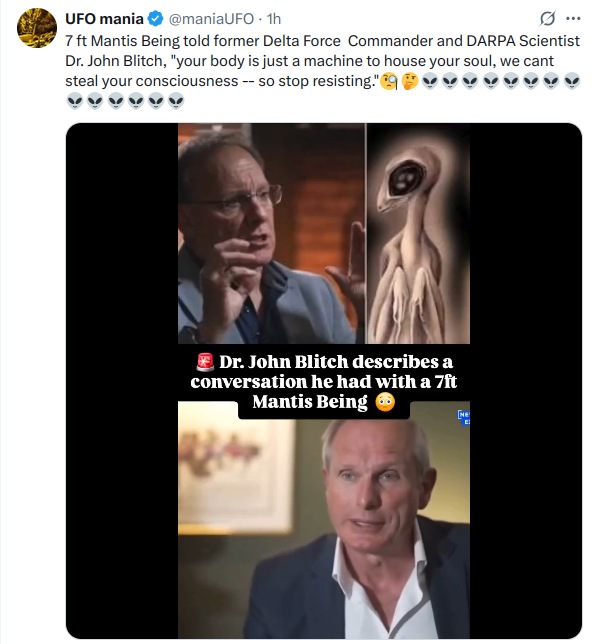 UFO mania @maniaUFO · 1h
7 ft Mantis Being told former Delta Force Commander and DARPA Scientist
Dr. John Blitch, "your body is just a machine to house your soul, we cant
steal your consciousness -- so stop resisting."🧐🤔👽👽👽👽👽👽👽👽
👽👽👽👽👽👽
🚨 Dr. John Blitch describes a
conversation he had with a 7ft
Mantis Being 😳